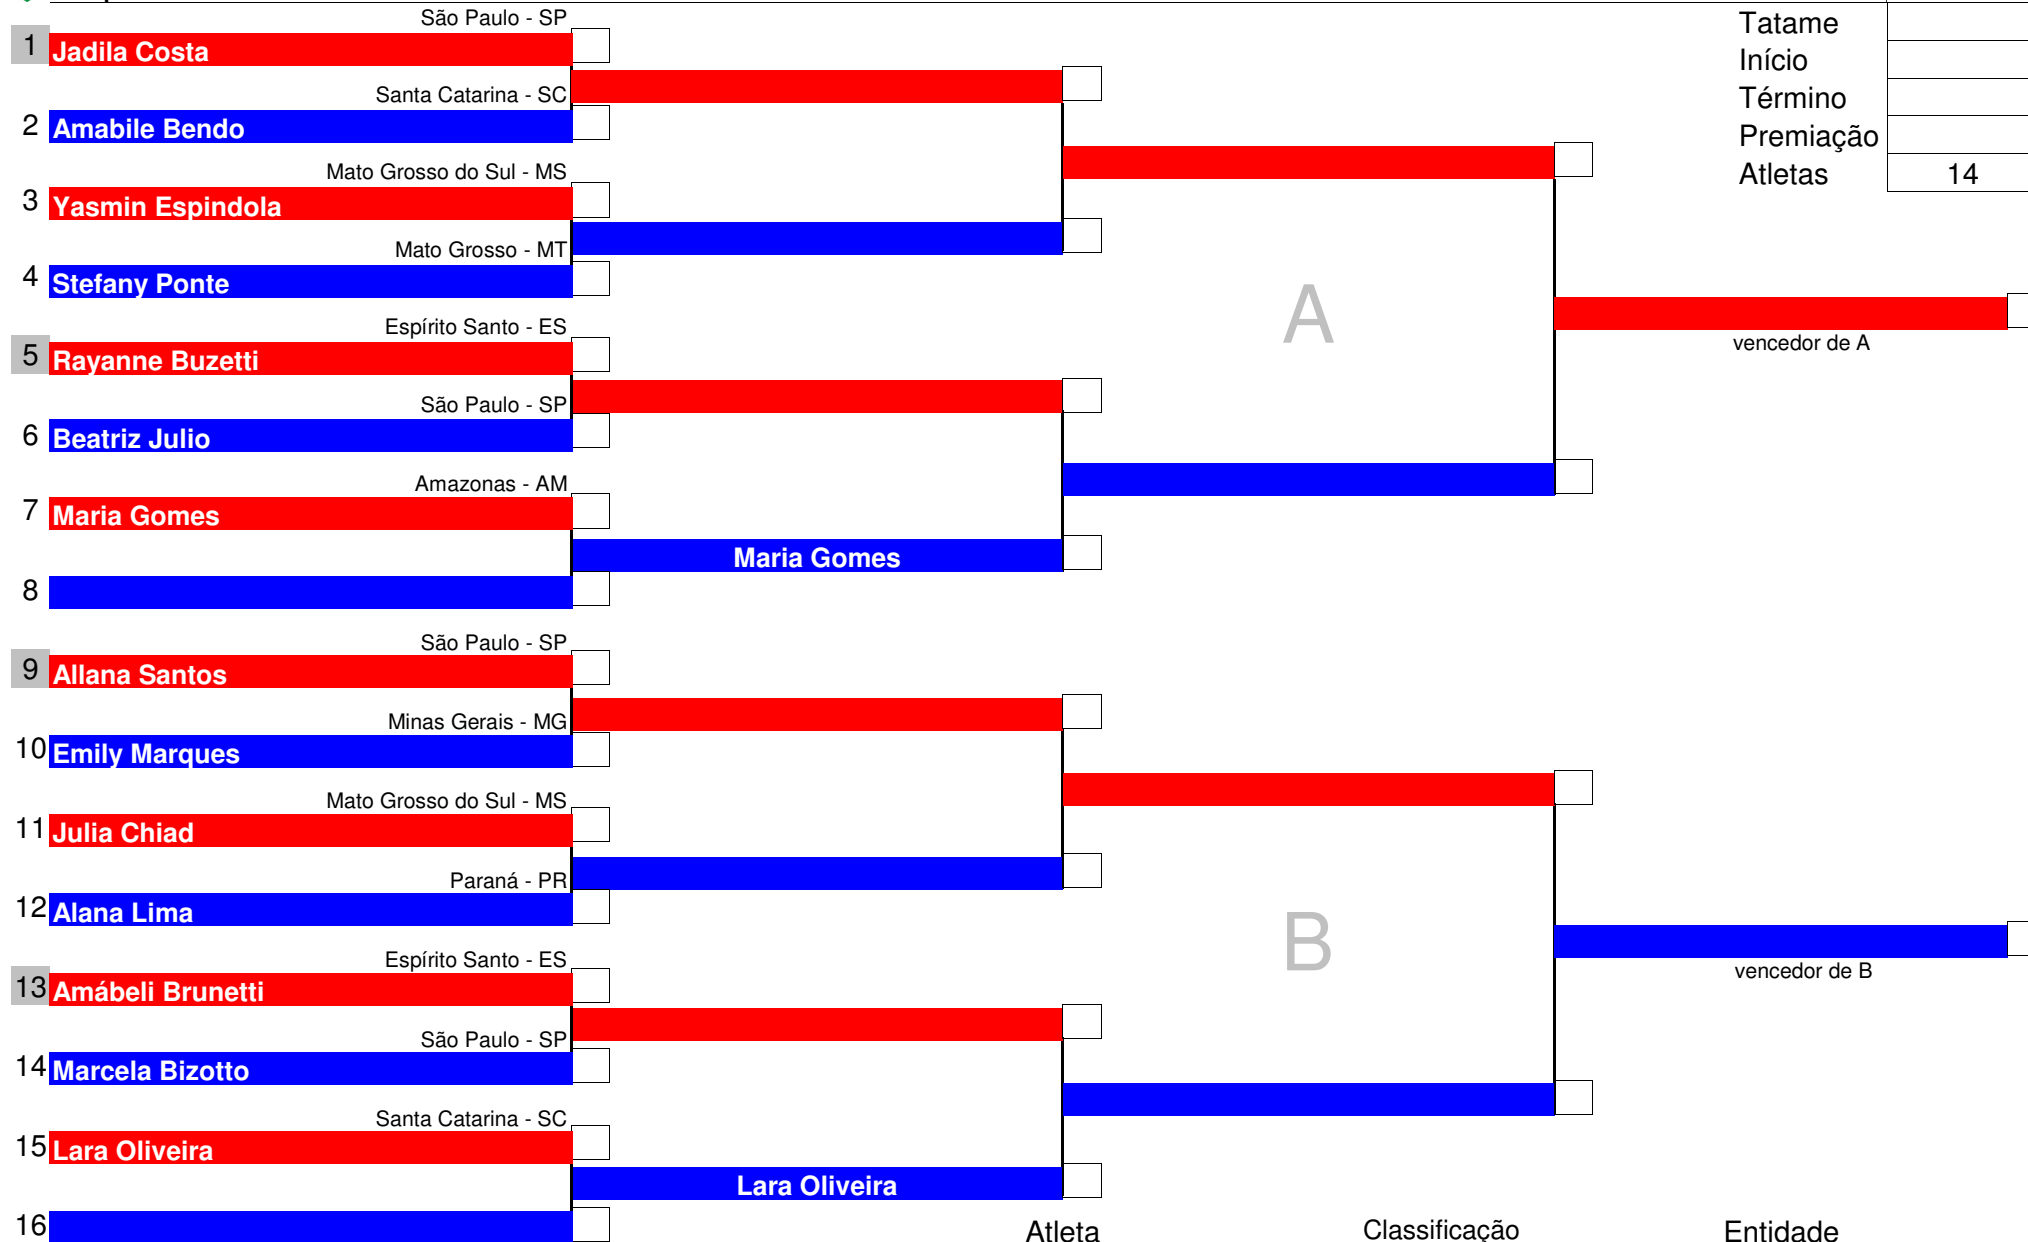 São Paulo - SP
1 Jadila Costa
Santa Catarina - SC
2 Amabile Bendo
Mato Grosso do Sul - MS
3 Yasmin Espindola
Mato Grosso - MT
4 Stefany Ponte
Espírito Santo - ES
5 Rayanne Buzetti
São Paulo - SP
6 Beatriz Julio
Amazonas - AM
7 Maria Gomes
Maria Gomes
8
São Paulo - SP
9 Allana Santos
Minas Gerais - MG
10 Emily Marques
Mato Grosso do Sul - MS
11 Julia Chiad
Paraná - PR
12 Alana Lima
Espírito Santo - ES
13 Amábeli Brunetti
São Paulo - SP
14 Marcela Bizotto
Santa Catarina - SC
15 Lara Oliveira
Lara Oliveira
16
A
B
vencedor de A
vencedor de B
Tatame
Início
Término
Premiação
Atletas 14
Atleta Classificação Entidade